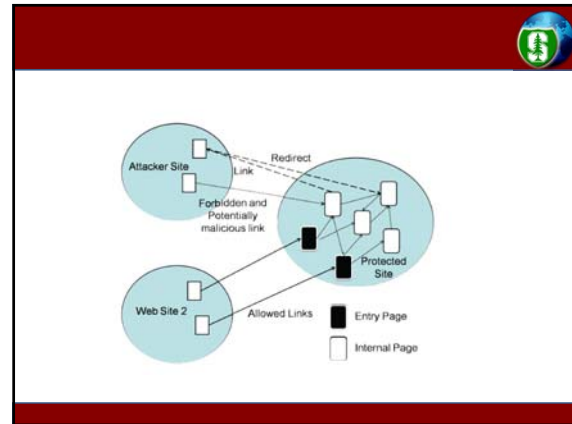 Redirect
Attacker Site
Link
Forbidden and
Potentially
malicious link
Protected
Site
Web Site 2
Allowed Links
Entry Page
Internal Page
S